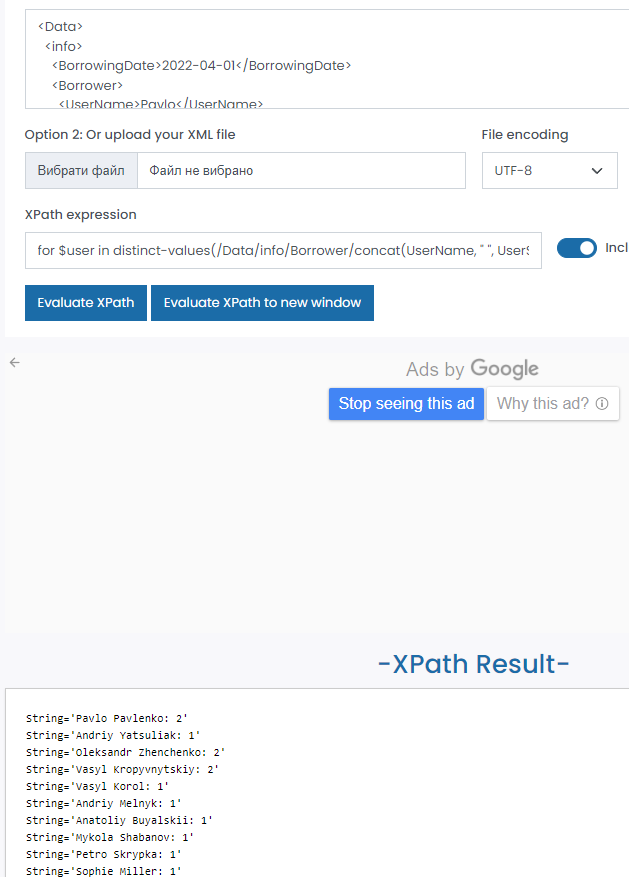 <Data>
<info>
<BorrowingDate>2022-04-01</BorrowingDate>
<Borrower>
<UserName>Pavlo</UserName>
Option 2: Or upload your XML file
File encoding
Вибрати файл Файл не вибрано
UTF-8
XPath expression
for $user in distinct-values(/Data/info/Borrower/concat(UserName, " ", User
Incl
Evaluate XPath
Evaluate XPath to new window
Ads by Google
Stop seeing this ad
Why this ad?
-XPath Result-
String='Pavlo Pavlenko: 2'
String='Andriy Yatsuliak: 1'
String='Oleksandr Zhenchenko: 2'
String='Vasyl Kropyvnytskiy: 2'
String='Vasyl Korol: 1'
String='Andriy Melnyk: 1'
String='Anatoliy Buyalskii: 1'
String='Mykola Shabanov: 1'
String='Petro Skrypka: 1'
String='Sophie Miller: 1'